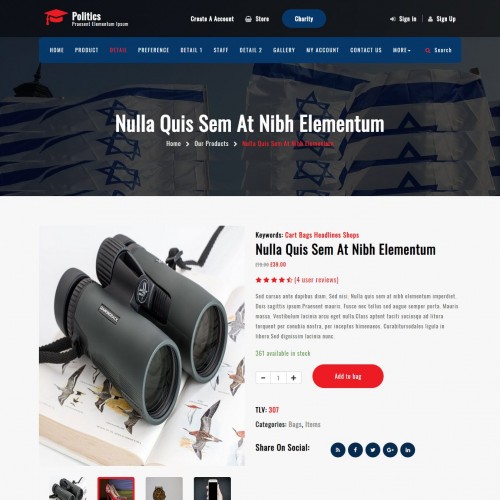 Politics
Praesent Elementum Ipsum
Create A Account
Store
Charity
Sign in
Sign Up
HOME
PRODUCT
DETAIL
PREFERENCE
DETAIL 1
STAFF
DETAIL 2
GALLERY
MY ACCOUNT
CONTACT US
MORE
Search
Nulla Quis Sem At Nibh Elementum
Home > Our Products > Nulla Quis Sem At Nibh Elementum
Keywords: Cart Bags Headlines Shops
Nulla Quis Sem At Nibh Elementum
£39.00
(4 user reviews)
Sed cursus ante dapibus diam. Sed nisi. Nulla quis sem at nibh elementum imperdiet.
Duis sagittis ipsum.Praesent mauris. Fusce nec tellus sed augue semper porta. Mauris
massa. Vestibulum lacinia arcu eget nulla.Class aptent taciti sociosqu ad litora
torquent per conubia nostra, per inceptos himenaeos. Curabitursodales ligula in
libero.Sed dignissim lacinia nunc.
361 available in stock
− 1 +
Add to bag
TLV: 307
Categories: Bags, Items
Share On Social: